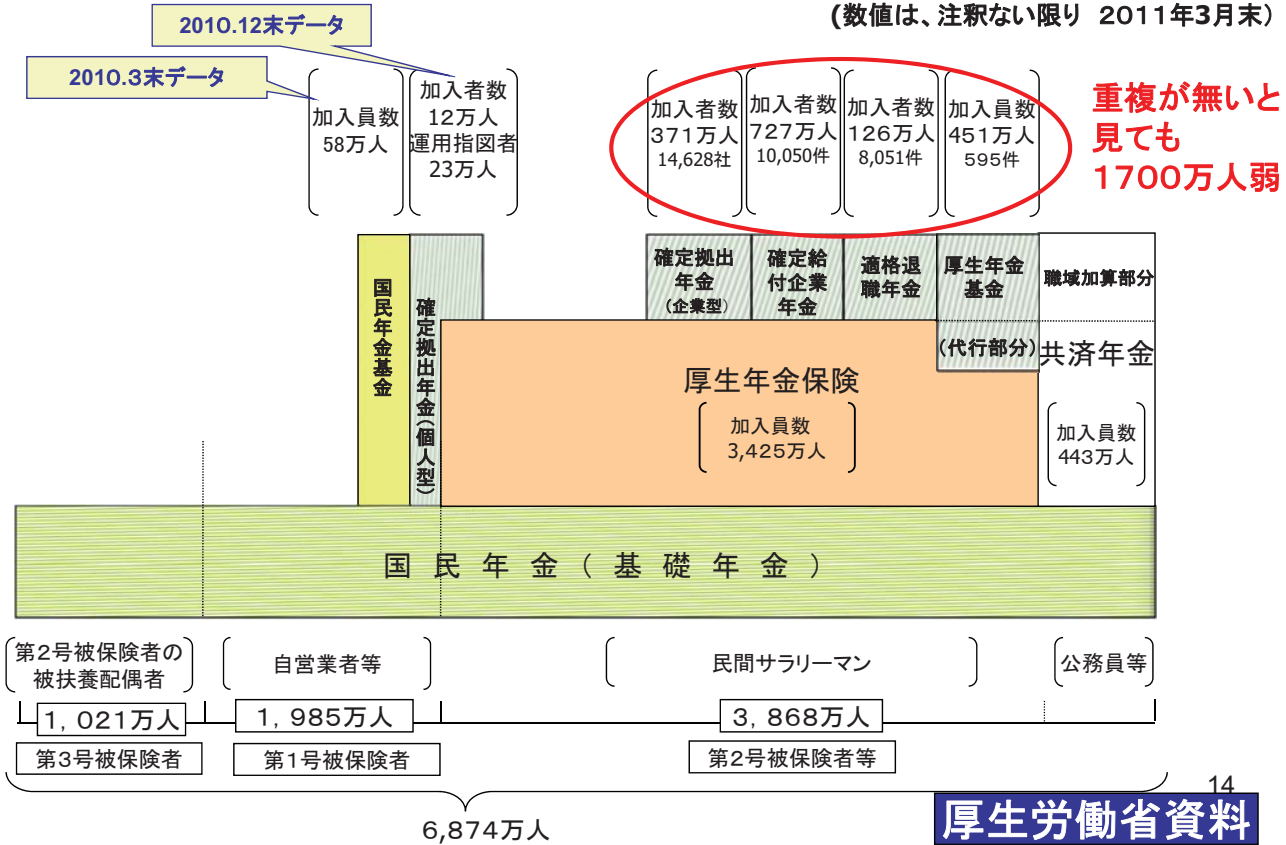 (数値は、注釈ない限り 2011年3月末)
2010.12末データ
2010.3末データ
加入員数
58万人
加入者数
12万人
運用指図者
23万人
加入者数
371万人
14,628社
加入者数
727万人
10,050件
加入者数
126万人
8,051件
加入員数
451万人
595件
重複が無いと
見ても
1700万人弱
国民年金基金
確定拠出年金(個人型)
確定拠出
年金
(企業型)
確定給
付企業
年金
適格退
職年金
厚生年金
基金
職域加算部分
(代行部分)
共済年金
厚生年金保険
加入員数
3,425万人
加入員数
443万人
国民年金(基礎年金)
第2号被保険者の
被扶養配偶者
自営業者等
民間サラリーマン
公務員等
1,021万人
1,985万人
3,868万人
第3号被保険者
第1号被保険者
第2号被保険者等
6,874万人
14
厚生労働省資料